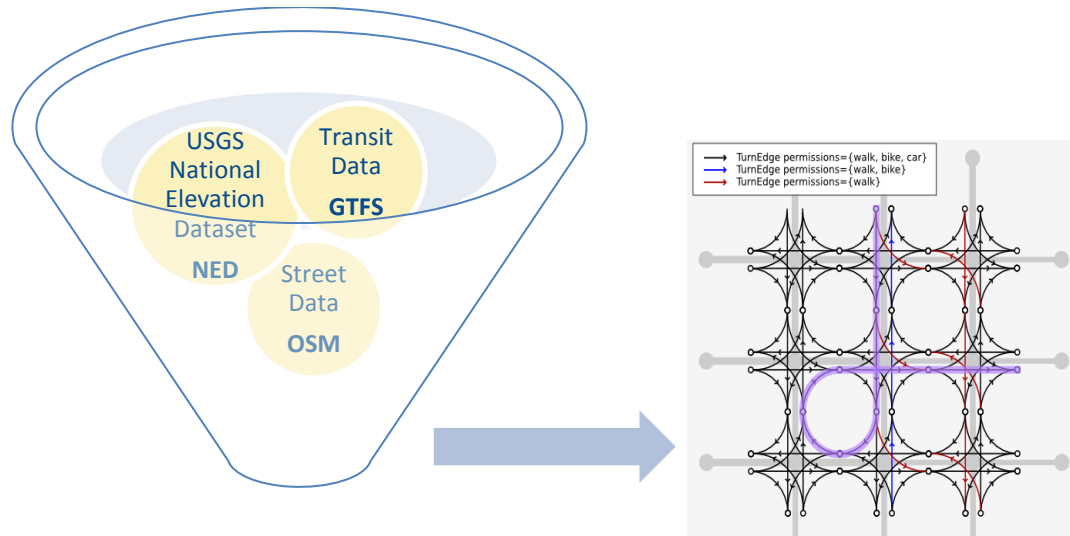 USGS
National
Elevation
Dataset
NED
Transit
Data
GTFS
Street
Data
OSM
TurnEdge permissions={walk, bike, car}
TurnEdge permissions={walk, bike}
TurnEdge permissions={walk}